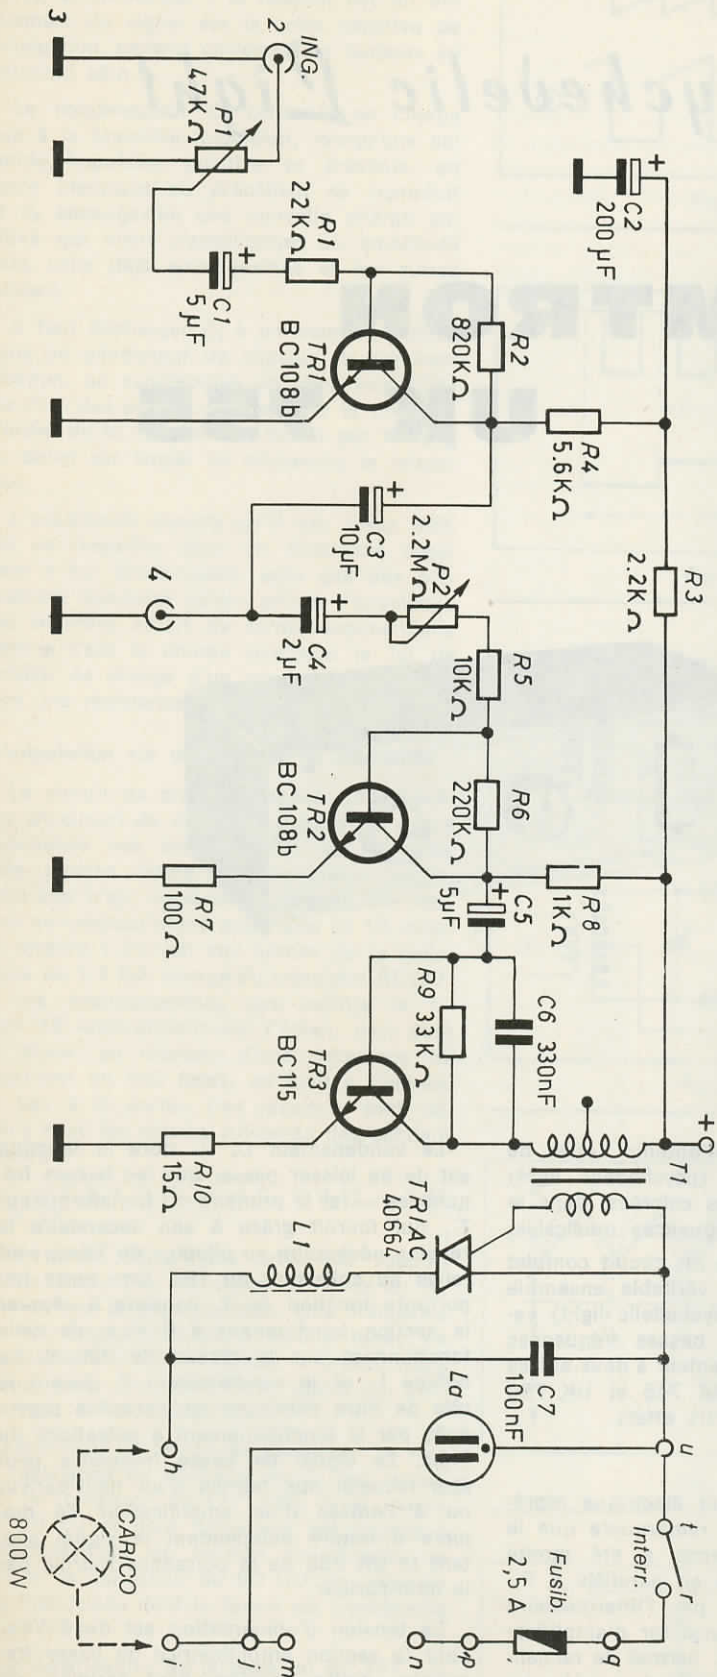 +
C2
200µF
R2
820KΩ
R4
5.6KΩ
R3
2.2KΩ
2
ING.
3
P1
47KΩ
R1
22KΩ
+
C1
5µF
TR1
BC108b
+
C3
10µF
P2
2.2MΩ
+
C4
2µF
4
R5
10KΩ
R6
220KΩ
TR2
BC108b
R7
100Ω
R8
1KΩ
+
C5
5µF
C6 330nF
R9 33KΩ
TR3
BC115
R10
15Ω
+
T1
TRIAC
40664
L1
C7
100nF
La
u
t
Interr.
r
Fusib.
2,5 A
q
p
n
m
h
CARICO
800W